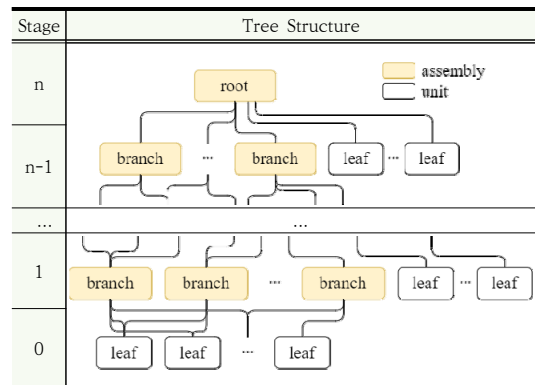 Stage Tree Structure
n
root
assembly
unit
n-1
branch ... branch leaf ... leaf
... ...
1
branch branch ... branch leaf ... leaf
0
leaf leaf ... leaf